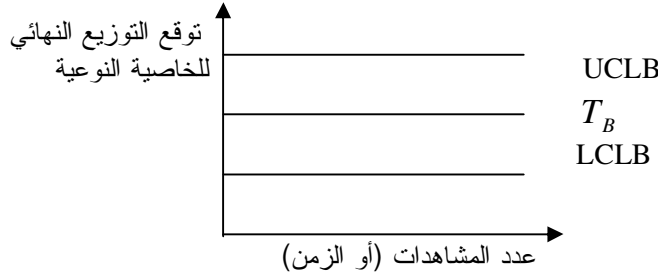 توقع التوزيع النهائي
للخاصية النوعية
UCLB
T_B
LCLB
عدد المشاهدات (أو الزمن)